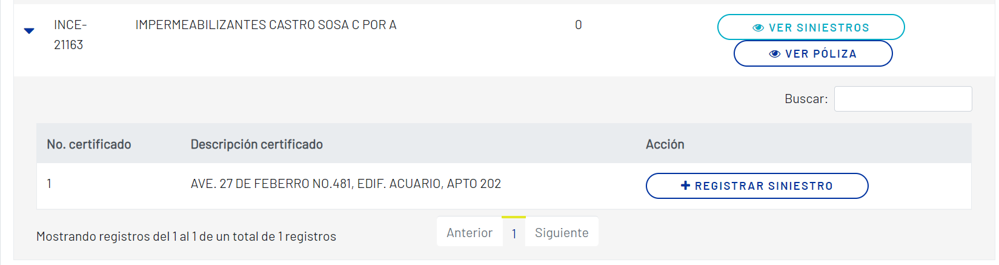 INCE-
21163
IMPERMEABILIZANTES CASTRO SOSA C POR A
0
VER SINIESTROS
VER PÓLIZA
Buscar:
No. certificado
Descripción certificado
Acción
1
AVE. 27 DE FEBERRO NO.481, EDIF. ACUARIO, APTO 202
REGISTRAR SINIESTRO
Mostrando registros del 1 al 1 de un total de 1 registros
Anterior
1
Siguiente